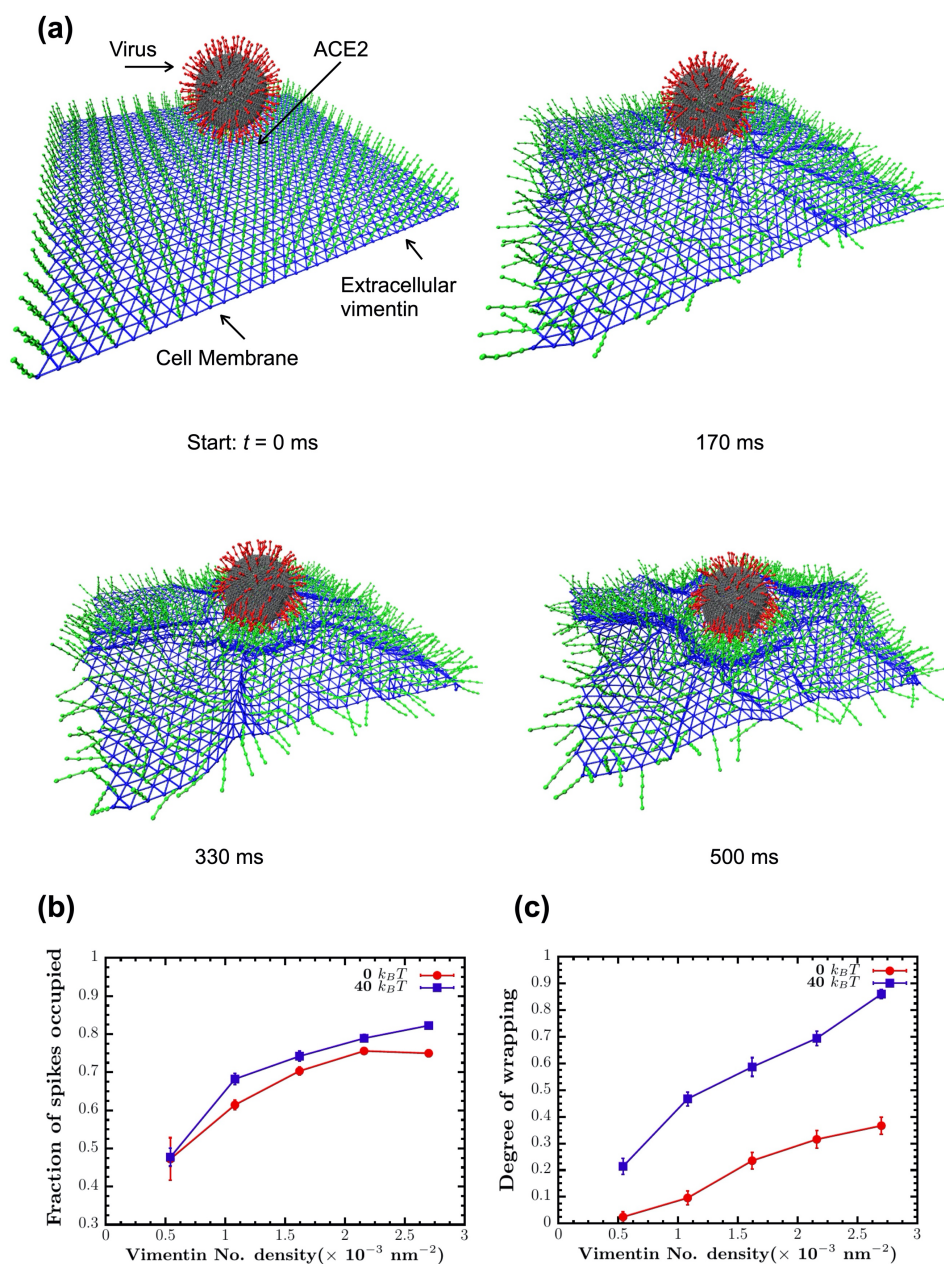 (a)
Virus
ACE2
Extracellular
vimentin
Cell Membrane
Start: t = 0 ms
170 ms
330 ms
500 ms
(b)
Fraction of spikes occupied
1
0.9
0.8
0.7
0.6
0.5
0.4
0.3
0 k_BT
40 k_BT
0
0.5
1
1.5
2
2.5
3
Vimentin No. density(× 10⁻³ nm⁻²)
(c)
Degree of wrapping
1
0.9
0.8
0.7
0.6
0.5
0.4
0.3
0.2
0.1
0
0 k_BT
40 k_BT
0
0.5
1
1.5
2
2.5
3
Vimentin No. density(× 10⁻³ nm⁻²)